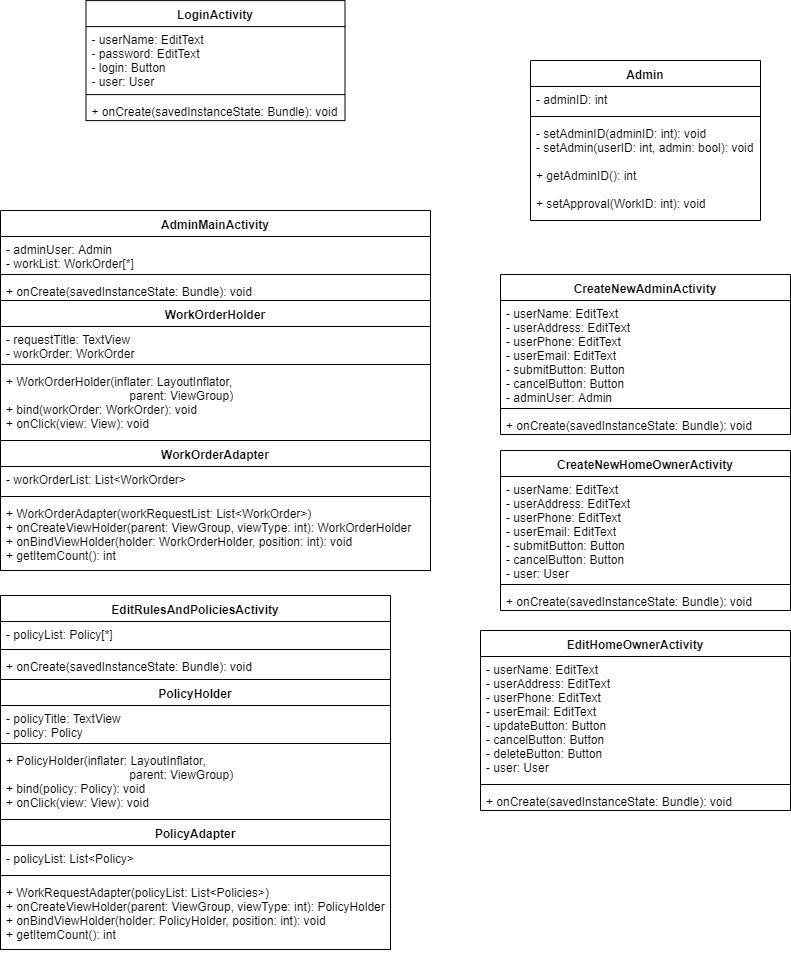 LoginActivity
- userName: EditText
- password: EditText
- login: Button
- user: User
+ onCreate(savedInstanceState: Bundle): void
Admin
- adminID: int
- setAdminID(adminID: int): void
- setAdmin(userID: int, admin: bool): void
+ getAdminID(): int
+ setApproval(WorkID: int): void
AdminMainActivity
- adminUser: Admin
- workList: WorkOrder[*]
+ onCreate(savedInstanceState: Bundle): void
WorkOrderHolder
- requestTitle: TextView
- workOrder: WorkOrder
+ WorkOrderHolder(inflater: LayoutInflator,
parent: ViewGroup)
+ bind(workOrder: WorkOrder): void
+ onClick(view: View): void
WorkOrderAdapter
- workOrderList: List<WorkOrder>
+ WorkOrderAdapter(workRequestList: List<WorkOrder>)
+ onCreateViewHolder(parent: ViewGroup, viewType: int): WorkOrderHolder
+ onBindViewHolder(holder: WorkOrderHolder, position: int): void
+ getItemCount(): int
CreateNewAdminActivity
- userName: EditText
- userAddress: EditText
- userPhone: EditText
- userEmail: EditText
- submitButton: Button
- cancelButton: Button
- adminUser: Admin
+ onCreate(savedInstanceState: Bundle): void
CreateNewHomeOwnerActivity
- userName: EditText
- userAddress: EditText
- userPhone: EditText
- userEmail: EditText
- submitButton: Button
- cancelButton: Button
- user: User
+ onCreate(savedInstanceState: Bundle): void
EditRulesAndPoliciesActivity
- policyList: Policy[*]
+ onCreate(savedInstanceState: Bundle): void
PolicyHolder
- policyTitle: TextView
- policy: Policy
+ PolicyHolder(inflater: LayoutInflator,
parent: ViewGroup)
+ bind(policy: Policy): void
+ onClick(view: View): void
PolicyAdapter
- policyList: List<Policy>
+ WorkRequestAdapter(policyList: List<Policies>)
+ onCreateViewHolder(parent: ViewGroup, viewType: int): PolicyHolder
+ onBindViewHolder(holder: PolicyHolder, position: int): void
+ getItemCount(): int
EditHomeOwnerActivity
- userName: EditText
- userAddress: EditText
- userPhone: EditText
- userEmail: EditText
- updateButton: Button
- cancelButton: Button
- deleteButton: Button
- user: User
+ onCreate(savedInstanceState: Bundle): void